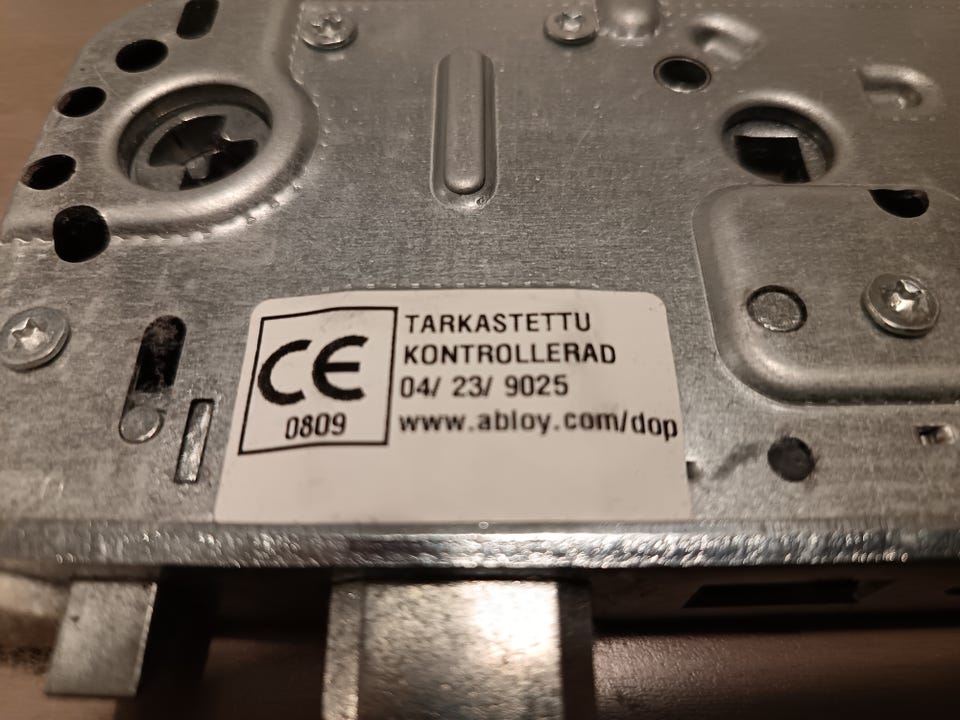 CE
0809
TARKASTETTU
KONTROLLERAD
04/ 23/ 9025
www.abloy.com/dop